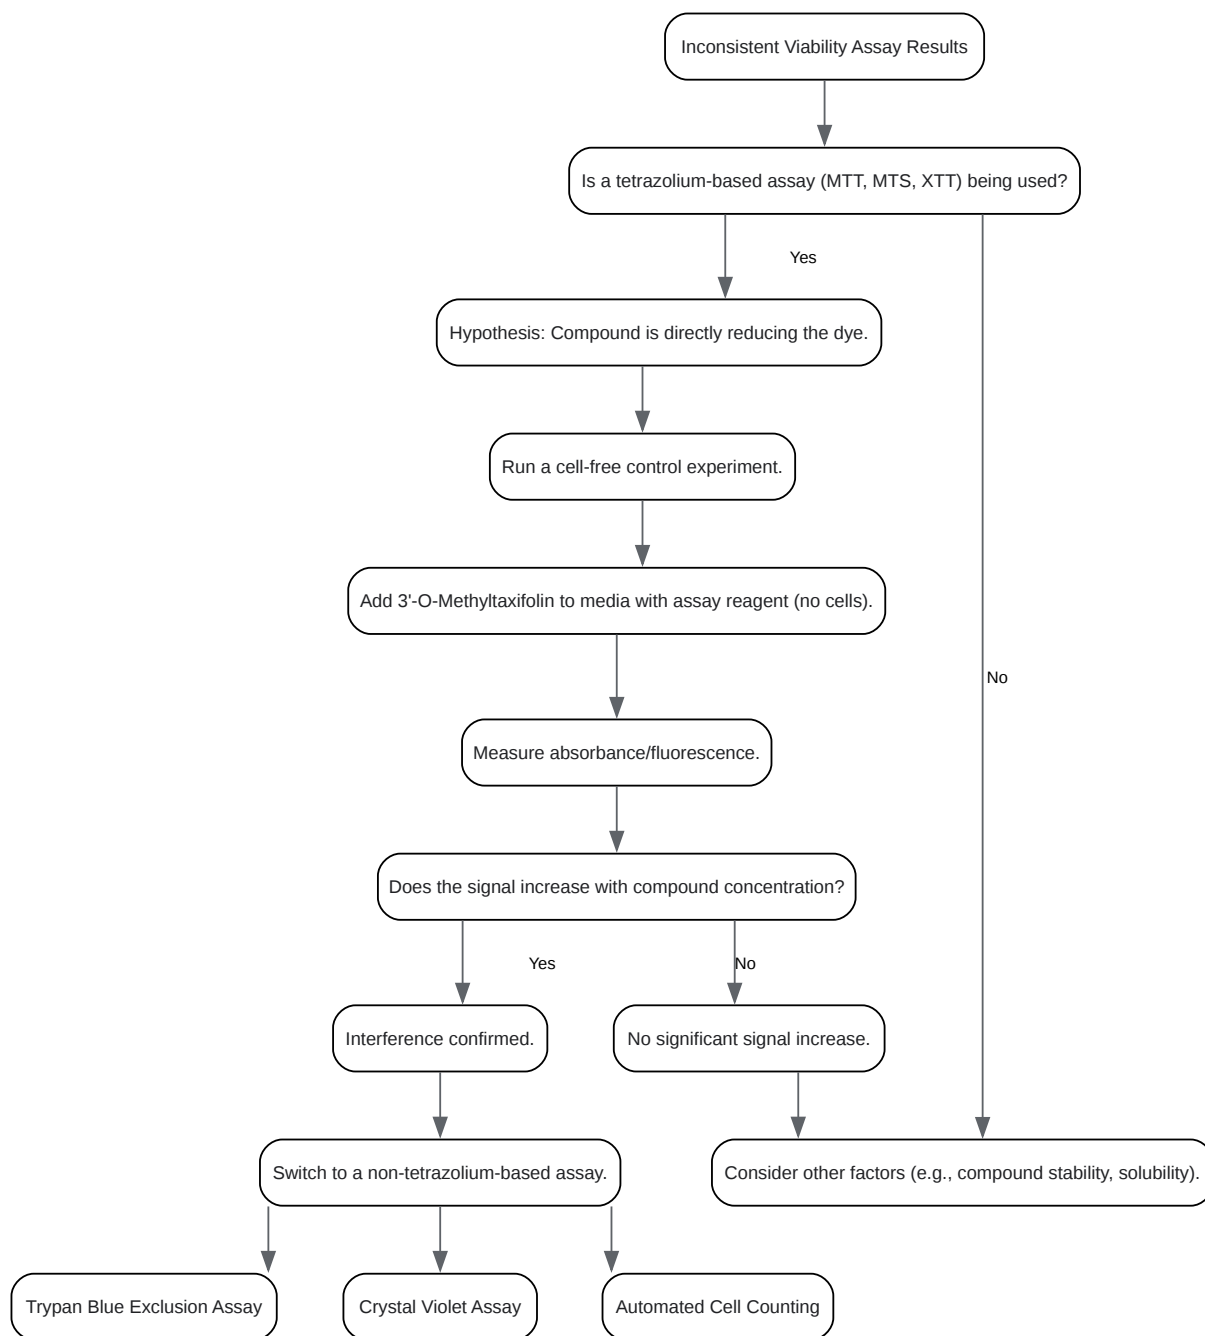 Inconsistent Viability Assay Results
Is a tetrazolium-based assay (MTT, MTS, XTT) being used?
Yes
Hypothesis: Compound is directly reducing the dye.
Run a cell-free control experiment.
Add 3'-O-Methyltaxifolin to media with assay reagent (no cells).
No
Measure absorbance/fluorescence.
Does the signal increase with compound concentration?
Yes
No
Interference confirmed.
No significant signal increase.
Switch to a non-tetrazolium-based assay.
Consider other factors (e.g., compound stability, solubility).
Trypan Blue Exclusion Assay
Crystal Violet Assay
Automated Cell Counting